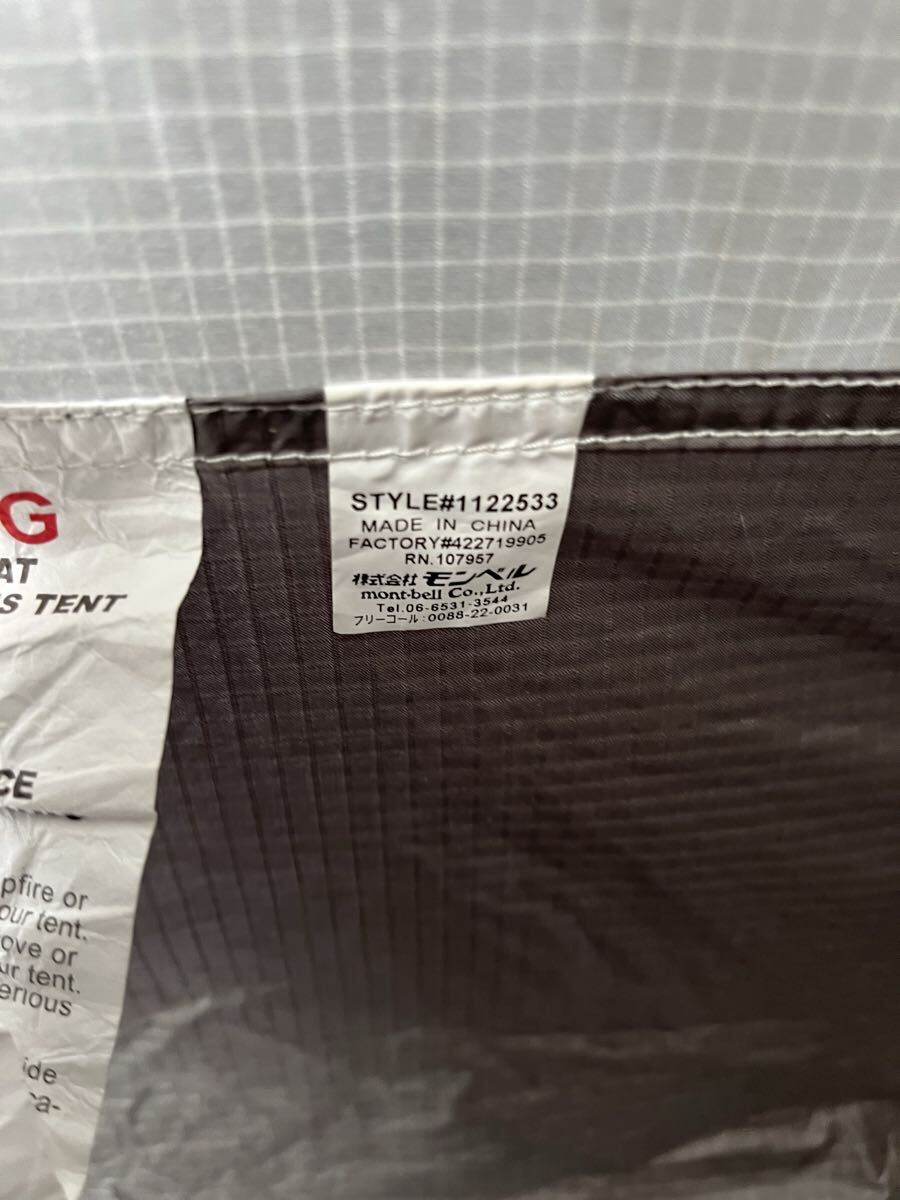 G
AT
S TENT
CE
pfire or
our tent.
ove or
ur tent.
erious
ide
a-
STYLE#1122533
MADE IN CHINA
FACTORY#422719905
RN.107957
株式会社 モンベル
mont-bell Co.,Ltd.
Tel.06-6531-3544
フリーコール:0088-22-0031